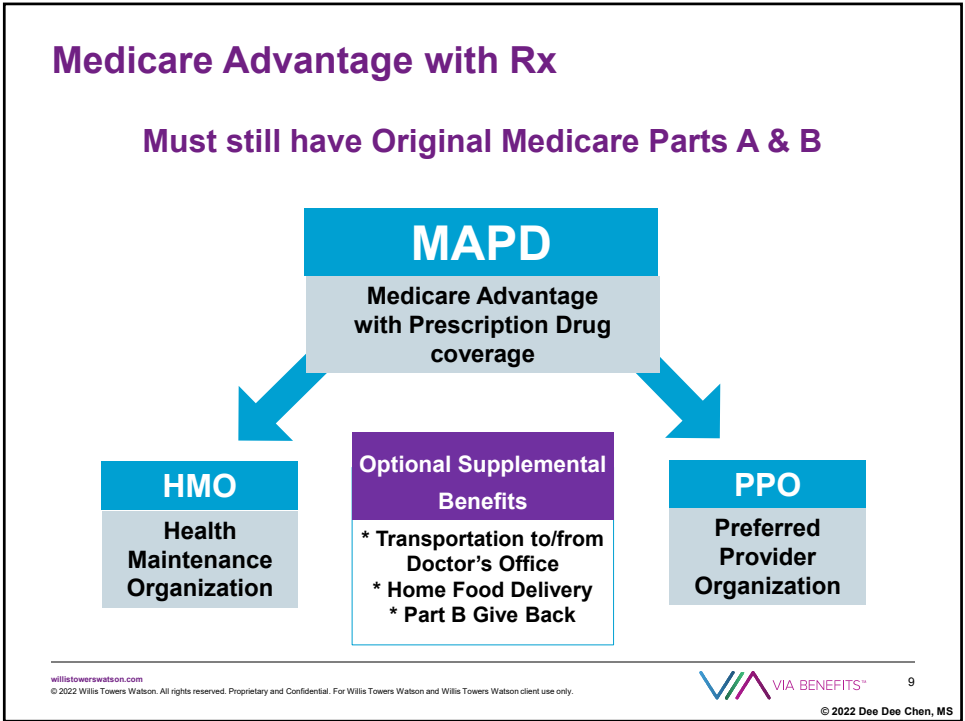 Medicare Advantage with Rx
Must still have Original Medicare Parts A & B
MAPD
Medicare Advantage
with Prescription Drug
coverage
HMO
Health
Maintenance
Organization
Optional Supplemental
Benefits
* Transportation to/from
Doctor’s Office
* Home Food Delivery
* Part B Give Back
PPO
Preferred
Provider
Organization
willistowerswatson.com
© 2022 Willis Towers Watson. All rights reserved. Proprietary and Confidential. For Willis Towers Watson and Willis Towers Watson client use only.
VIA BENEFITS℠
9
© 2022 Dee Dee Chen, MS